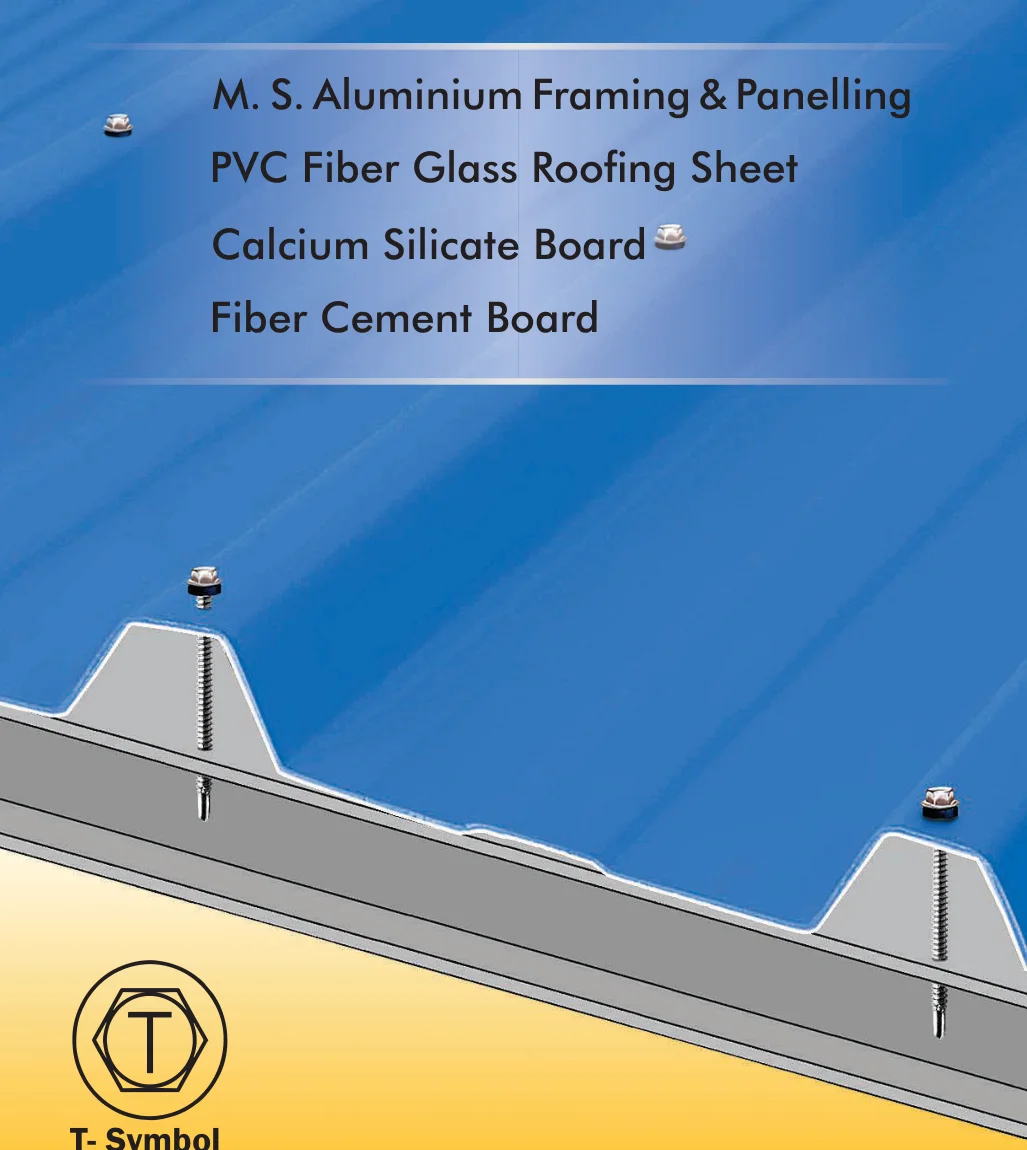 M. S. Aluminium Framing & Panelling
PVC Fiber Glass Roofing Sheet
Calcium Silicate Board
Fiber Cement Board
T
T- Symbol